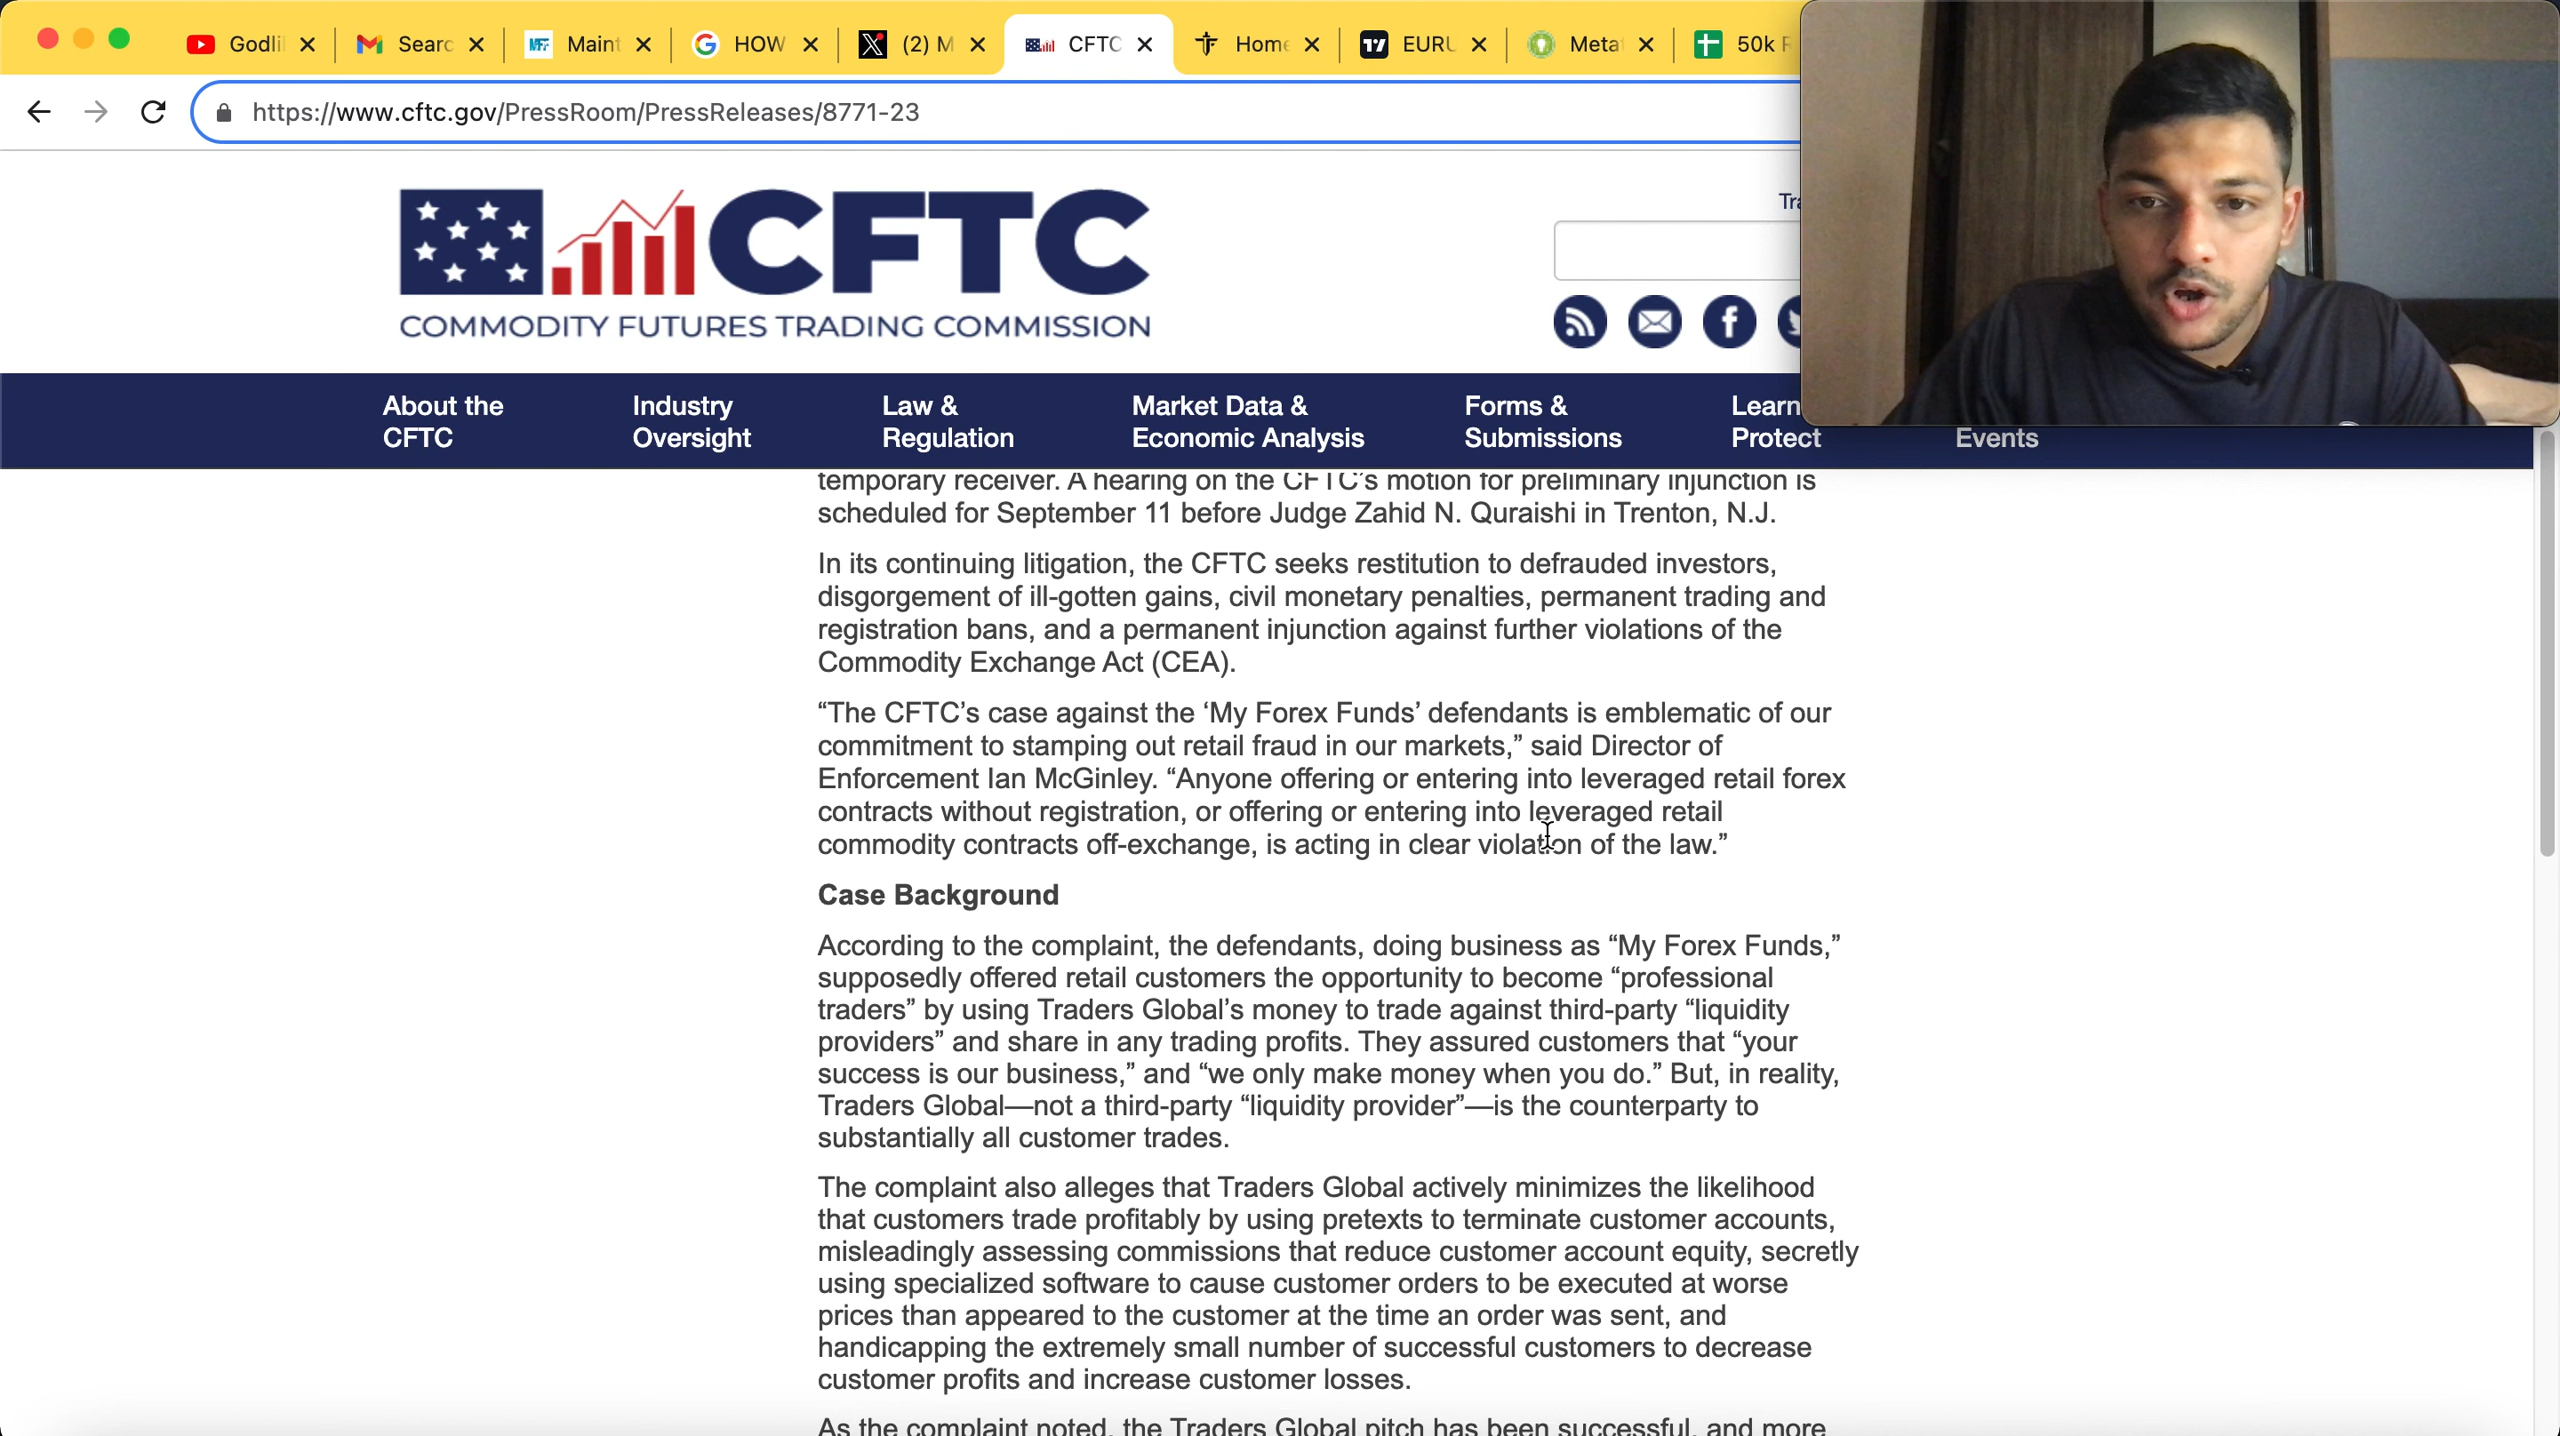 Godli
Searc
Maint
HOW
(2) M
CFTC
Home
EURU
Meta
50k
https://www.cftc.gov/PressRoom/PressReleases/8771-23
CFTC
COMMODITY FUTURES TRADING COMMISSION
Tra
About the
CFTC
Industry
Oversight
Law &
Regulation
Market Data &
Economic Analysis
Forms &
Submissions
Learn
Protect
Events
temporary receiver. A hearing on the CFTC's motion for preliminary injunction is
scheduled for September 11 before Judge Zahid N. Quraishi in Trenton, N.J.
In its continuing litigation, the CFTC seeks restitution to defrauded investors,
disgorgement of ill-gotten gains, civil monetary penalties, permanent trading and
registration bans, and a permanent injunction against further violations of the
Commodity Exchange Act (CEA).
“The CFTC’s case against the ‘My Forex Funds’ defendants is emblematic of our
commitment to stamping out retail fraud in our markets,” said Director of
Enforcement Ian McGinley. “Anyone offering or entering into leveraged retail forex
contracts without registration, or offering or entering into leveraged retail
commodity contracts off-exchange, is acting in clear violation of the law.”
Case Background
According to the complaint, the defendants, doing business as “My Forex Funds,”
supposedly offered retail customers the opportunity to become “professional
traders” by using Traders Global’s money to trade against third-party “liquidity
providers” and share in any trading profits. They assured customers that “your
success is our business,” and “we only make money when you do.” But, in reality,
Traders Global—not a third-party “liquidity provider”—is the counterparty to
substantially all customer trades.
The complaint also alleges that Traders Global actively minimizes the likelihood
that customers trade profitably by using pretexts to terminate customer accounts,
misleadingly assessing commissions that reduce customer account equity, secretly
using specialized software to cause customer orders to be executed at worse
prices than appeared to the customer at the time an order was sent, and
handicapping the extremely small number of successful customers to decrease
customer profits and increase customer losses.
As the complaint noted, the Traders Global pitch has been successful, and more